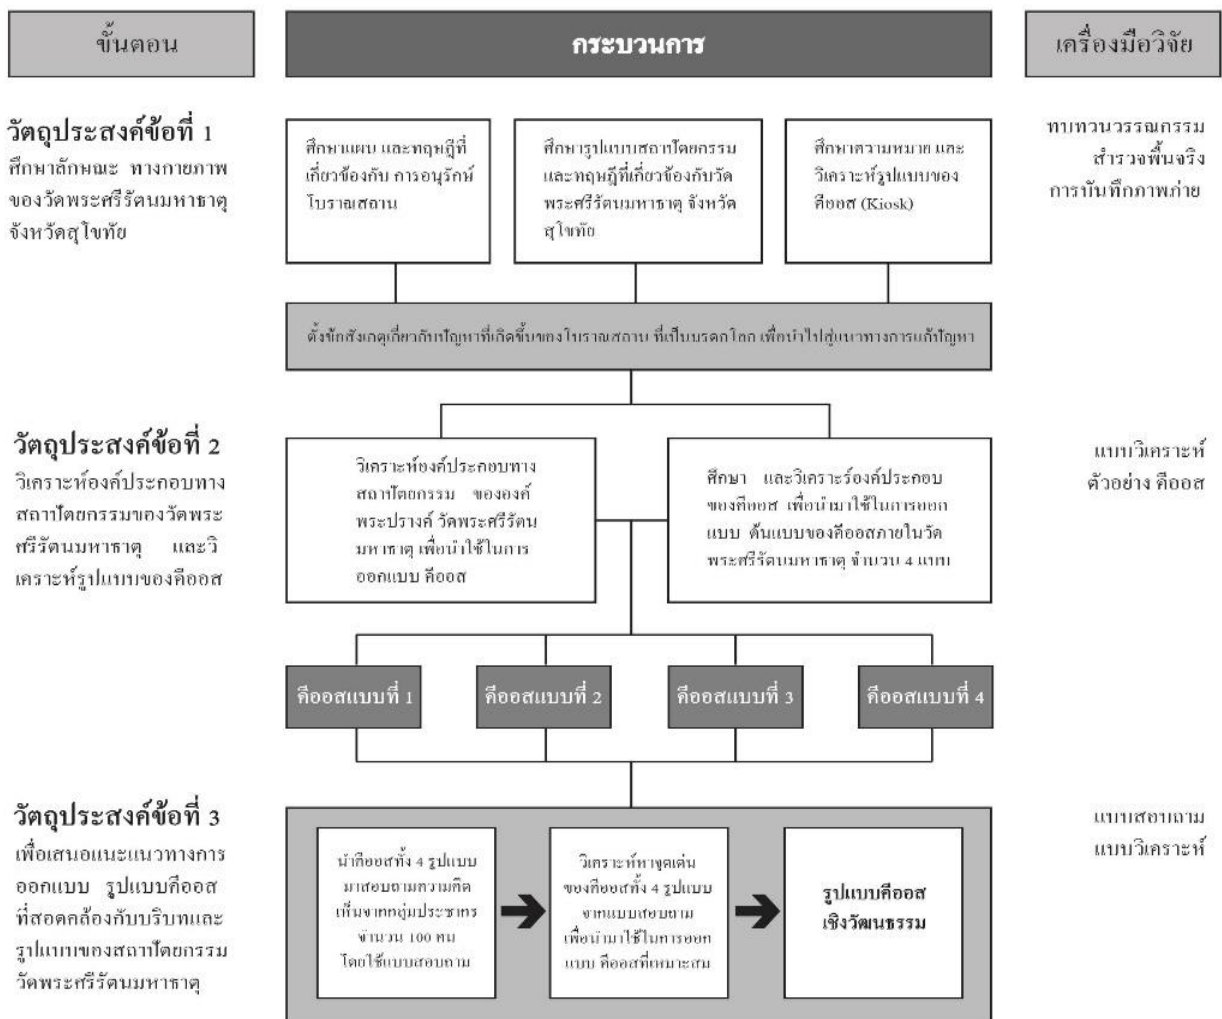 ขั้นตอน
กระบวนการ
เครื่องมือวิจัย
วัตถุประสงค์ข้อที่ 1
ศึกษาลักษณะ ทางกายภาพ
ของวัดพระศรีรัตนมหาธาตุ
จังหวัดสุโขทัย
ศึกษาแผน และทฤษฎีที่
เกี่ยวข้องกับ การอนุรักษ์
โบราณสถาน
ศึกษารูปแบบสถาปัตยกรรม
และทฤษฎีที่เกี่ยวข้องกับวัด
พระศรีรัตนมหาธาตุ จังหวัด
สุโขทัย
ศึกษาความหมาย และ
วิเคราะห์รูปแบบของ
คีออส (Kiosk)
ทบทวนวรรณกรรม
สำรวจพื้นจริง
การบันทึกภาพถ่าย
ตั้งข้อสังเกตุเกี่ยวกับปัญหาที่เกิดขึ้นของโบราณสถาน ที่เป็นมรดกโลก เพื่อนำไปสู่แนวทางการแก้ปัญหา
วัตถุประสงค์ข้อที่ 2
วิเคราะห์องค์ประกอบทาง
สถาปัตยกรรมของวัดพระ
ศรีรัตนมหาธาตุ และวิ
เคราะห์รูปแบบของคีออส
วิเคราะห์องค์ประกอบทาง
สถาปัตยกรรม ขององค์
พระปรางค์ วัดพระศรีรัตน
มหาธาตุ เพื่อนำใช้ในการ
ออกแบบ คีออส
ศึกษา และวิเคราะร์องค์ประกอบ
ของคีออส เพื่อนำมาใช้ในการออก
แบบ ต้นแบบของคีออสภายในวัด
พระศรีรัตนมหาธาตุ จำนวน 4 แบบ
แบบวิเคราะห์
ตัวอย่าง คีออส
คีออสแบบที่ 1
คีออสแบบที่ 2
คีออสแบบที่ 3
คีออสแบบที่ 4
วัตถุประสงค์ข้อที่ 3
เพื่อเสนอแนะแนวทางการ
ออกแบบ รูปแบบคีออส
ที่สอดคล้องกับบริบทและ
รูปแบบของสถาปัตยกรรม
วัดพระศรีรัตนมหาธาตุ
นำคีออสทั้ง 4 รูปแบบ
มาสอบถามความคิด
เห็นจากกลุ่มประชากร
จำนวน 100 คน
โดยใช้แบบสอบถาม
วิเคราะห์หาจุดเด่น
ของคีออสทั้ง 4 รูปแบบ
จากแบบสอบถาม
เพื่อนำมาใช้ในการออก
แบบ คีออสที่เหมาะสม
รูปแบบคีออส
เชิงวัฒนธรรม
แบบสอบถาม
แบบวิเคราะห์